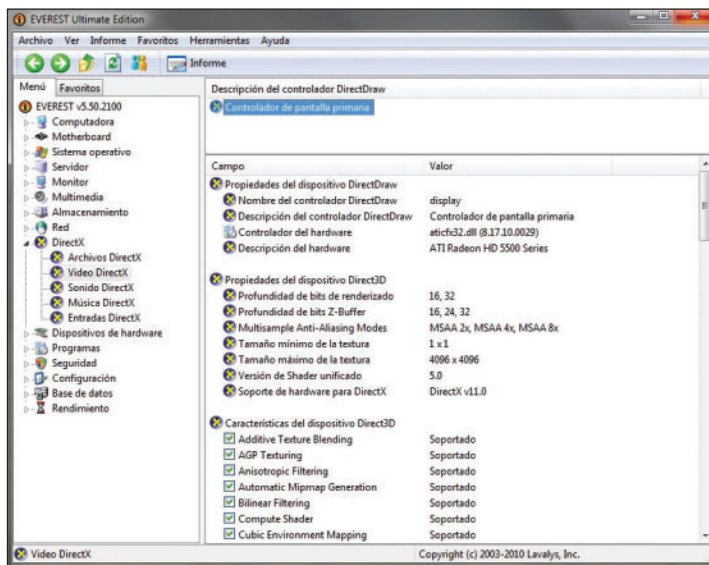 EVEREST Ultimate Edition
Archivo Ver Informe Favoritos Herramientas Ayuda
Informe
Menú Favoritos
EVEREST v5.50.2100
Computadora
Motherboard
Sistema operativo
Servidor
Monitor
Multimedia
Almacenamiento
Red
DirectX
Archivos DirectX
Video DirectX
Sonido DirectX
Música DirectX
Entradas DirectX
Dispositivos de hardware
Programas
Seguridad
Configuración
Base de datos
Rendimiento
Descripción del controlador DirectDraw
Controlador de pantalla primaria
Campo Valor
Propiedades del dispositivo DirectDraw
Nombre del controlador DirectDraw display
Descripción del controlador DirectDraw Controlador de pantalla primaria
Controlador del hardware aticfx32.dll (8.17.10.0029)
Descripción del hardware ATI Radeon HD 5500 Series
Propiedades del dispositivo Direct3D
Profundidad de bits de renderizado 16, 32
Profundidad de bits Z-Buffer 16, 24, 32
Multisample Anti-Aliasing Modes MSAA 2x, MSAA 4x, MSAA 8x
Tamaño mínimo de la textura 1 x 1
Tamaño máximo de la textura 4096 x 4096
Versión de Shader unificado 5.0
Soporte de hardware para DirectX DirectX v11.0
Características del dispositivo Direct3D
Additive Texture Blending Soportado
AGP Texturing Soportado
Anisotropic Filtering Soportado
Automatic Mipmap Generation Soportado
Bilinear Filtering Soportado
Compute Shader Soportado
Cubic Environment Mapping Soportado
Video DirectX Copyright (c) 2003-2010 Lavalys, Inc.